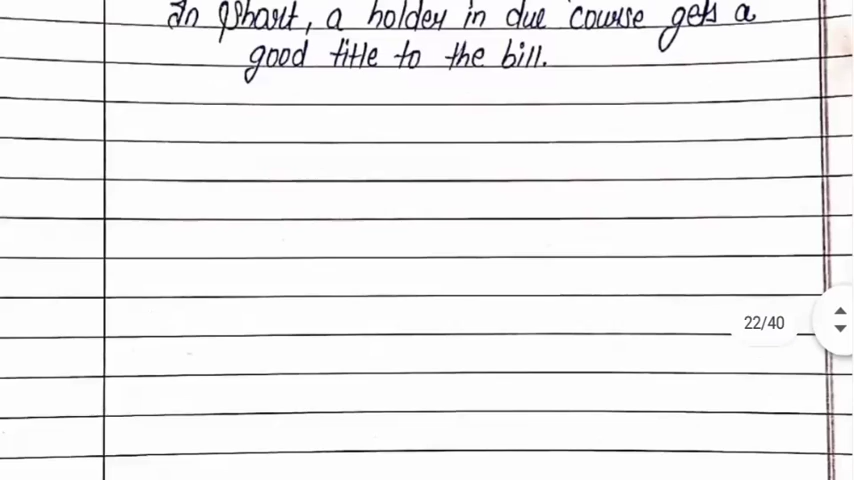 In short, a holder in due course gets a
good title to the bill.
22/40